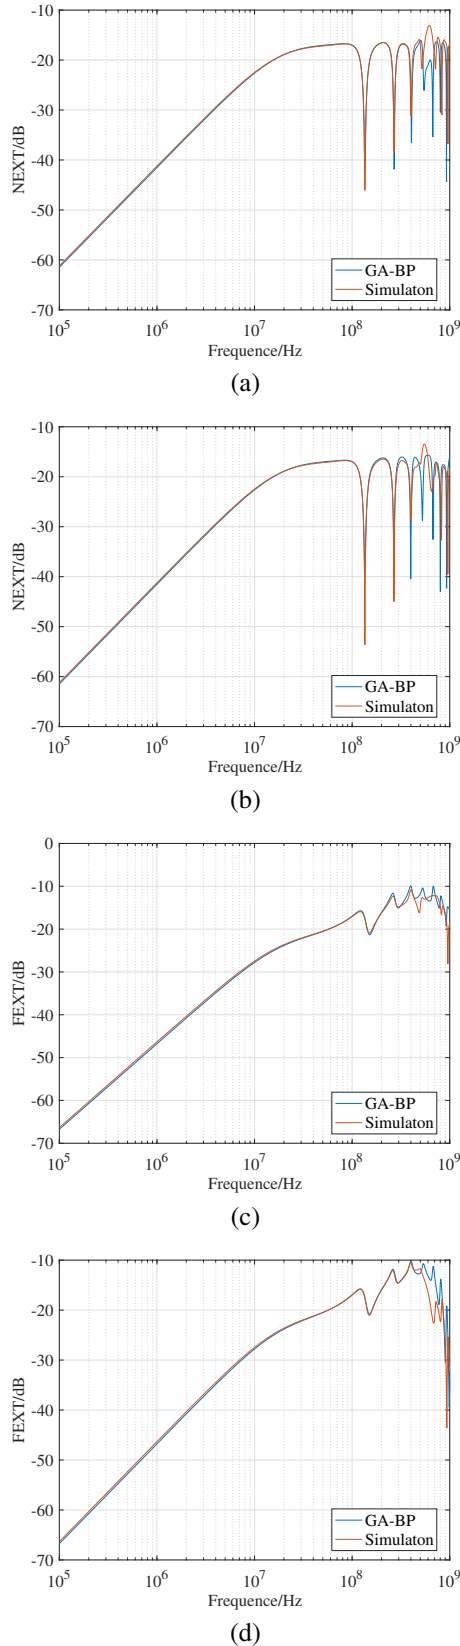 -10
-20
-30
-40
-50
-60
-70
NEXT/dB
GA-BP
Simulaton
10^5 10^6 10^7 10^8 10^9
Frequence/Hz
(a)
-10
-20
-30
-40
-50
-60
-70
NEXT/dB
GA-BP
Simulaton
10^5 10^6 10^7 10^8 10^9
Frequence/Hz
(b)
0
-10
-20
-30
-40
-50
-60
-70
FEXT/dB
GA-BP
Simulaton
10^5 10^6 10^7 10^8 10^9
Frequence/Hz
(c)
-10
-20
-30
-40
-50
-60
-70
FEXT/dB
GA-BP
Simulaton
10^5 10^6 10^7 10^8 10^9
Frequence/Hz
(d)